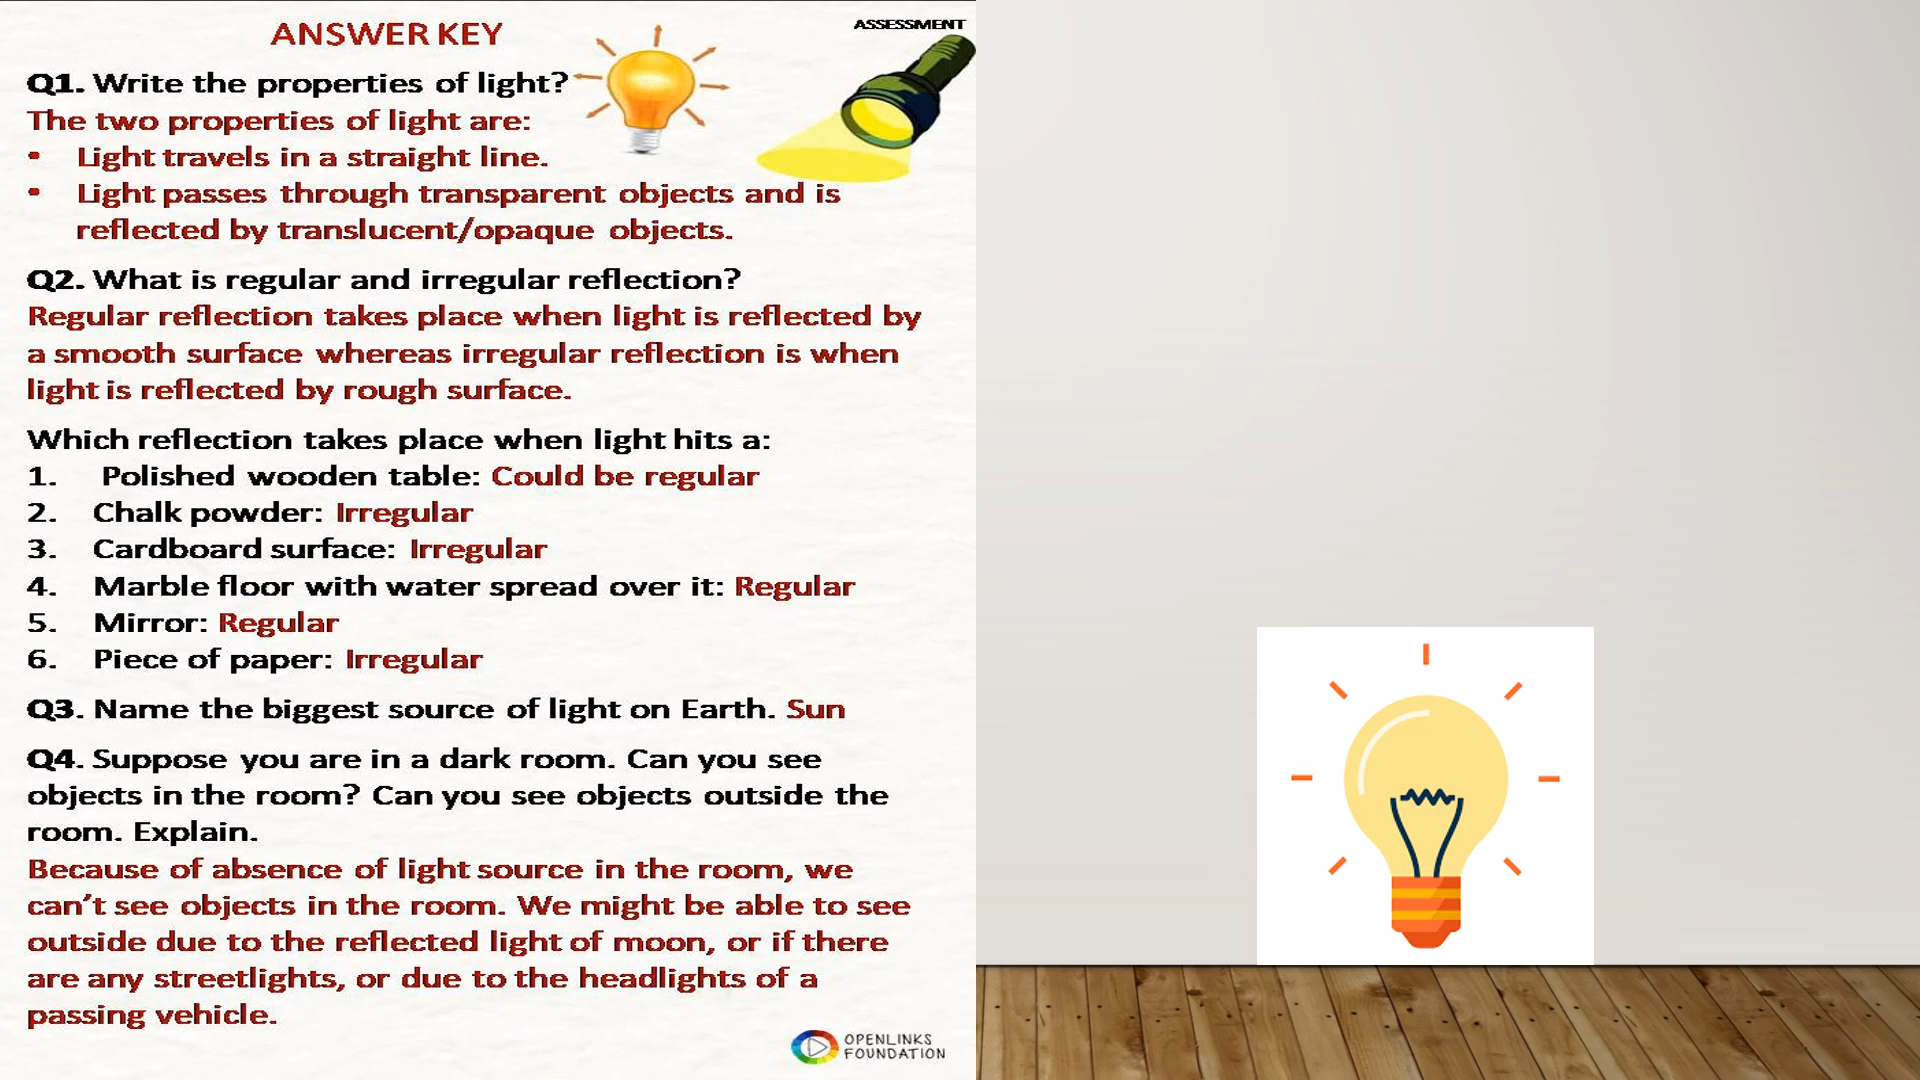 ANSWER KEY
ASSESSMENT
Q1. Write the properties of light?
The two properties of light are:
• Light travels in a straight line.
• Light passes through transparent objects and is
reflected by translucent/opaque objects.
Q2. What is regular and irregular reflection?
Regular reflection takes place when light is reflected by
a smooth surface whereas irregular reflection is when
light is reflected by rough surface.
Which reflection takes place when light hits a:
1. Polished wooden table: Could be regular
2. Chalk powder: Irregular
3. Cardboard surface: Irregular
4. Marble floor with water spread over it: Regular
5. Mirror: Regular
6. Piece of paper: Irregular
Q3. Name the biggest source of light on Earth. Sun
Q4. Suppose you are in a dark room. Can you see
objects in the room? Can you see objects outside the
room. Explain.
Because of absence of light source in the room, we
can't see objects in the room. We might be able to see
outside due to the reflected light of moon, or if there
are any streetlights, or due to the headlights of a
passing vehicle.
OPENLINKS
FOUNDATION